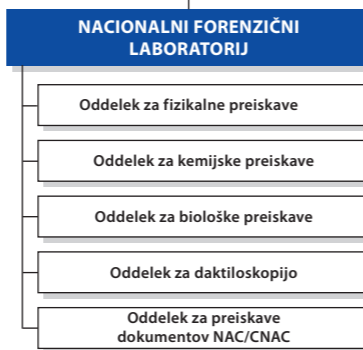 NACIONALNI FORENZIČNI
LABORATORIJ
Oddelek za fizikalne preiskave
Oddelek za kemijske preiskave
Oddelek za biološke preiskave
Oddelek za daktiloskopijo
Oddelek za preiskave
dokumentov NAC/CNAC